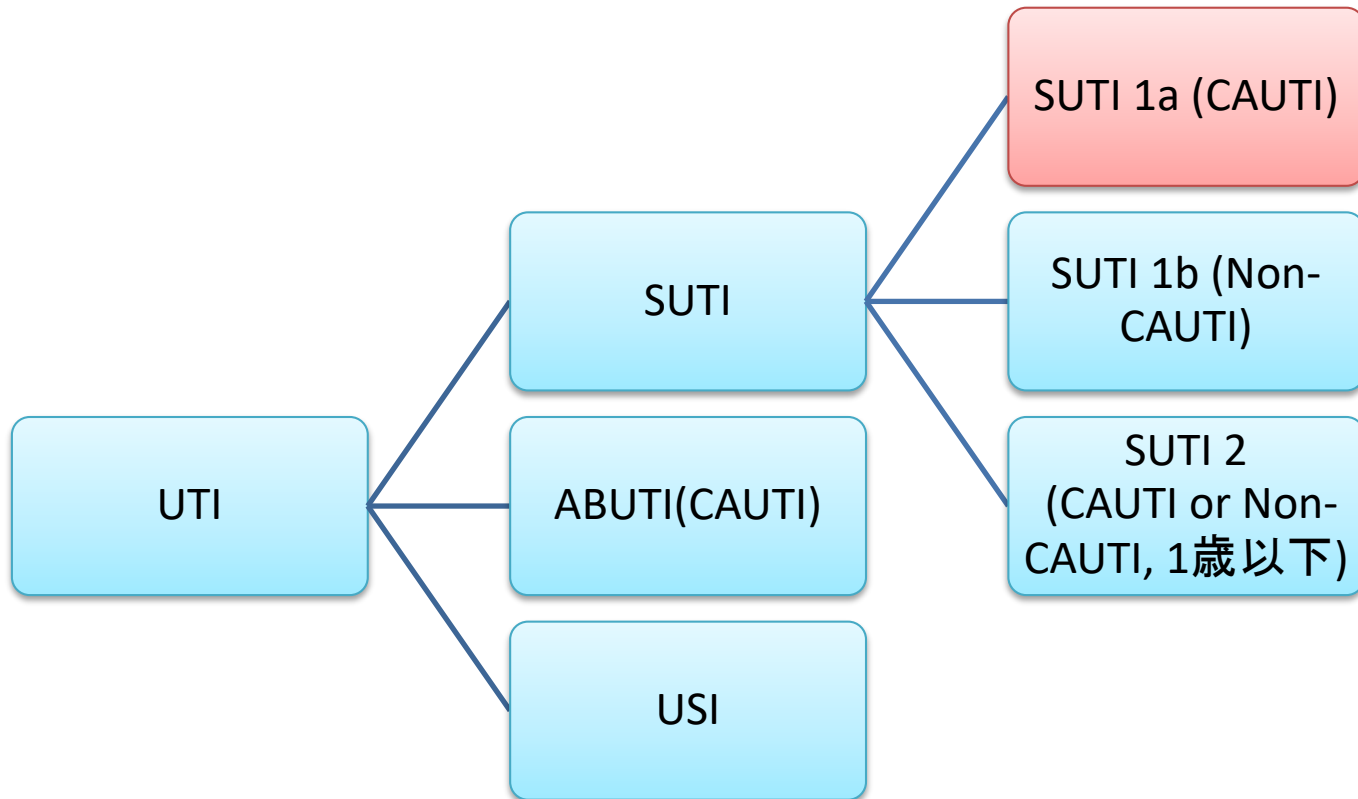 SUTI 1a (CAUTI)
SUTI
SUTI 1b (Non-
CAUTI)
UTI
ABUTI(CAUTI)
SUTI 2
(CAUTI or Non-
CAUTI, 1歳以下)
USI